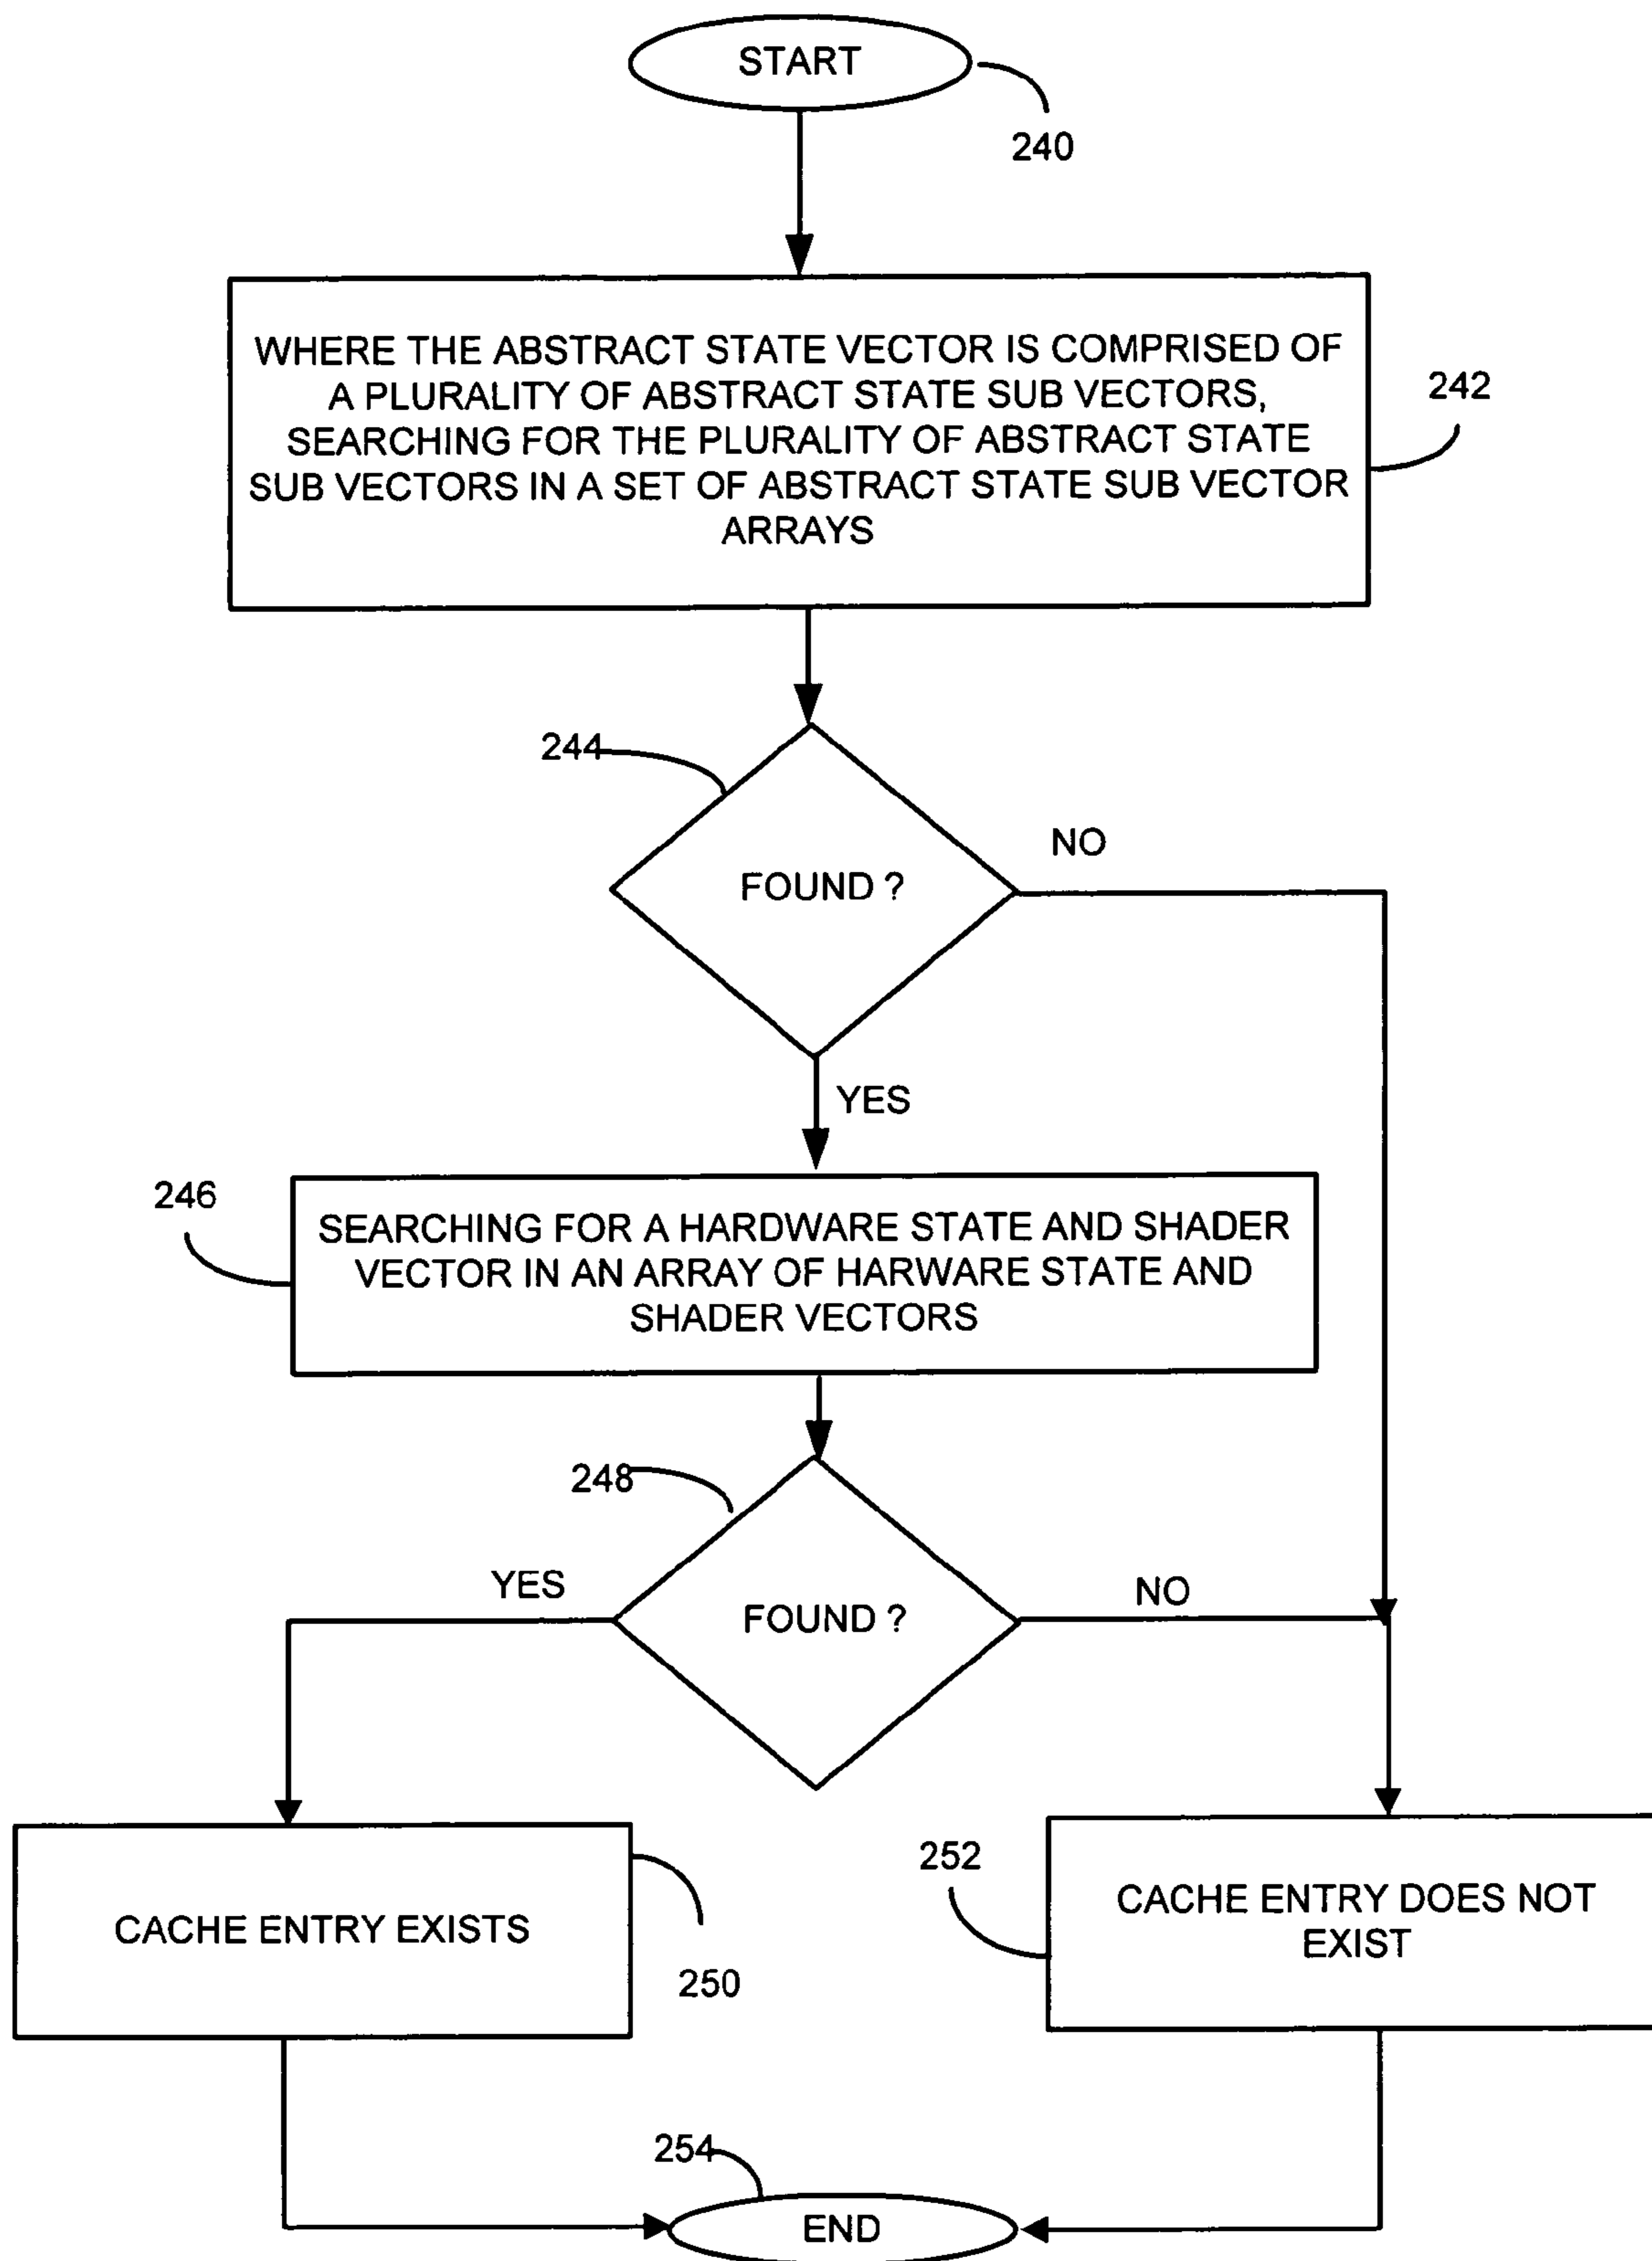 START
240
WHERE THE ABSTRACT STATE VECTOR IS COMPRISED OF
A PLURALITY OF ABSTRACT STATE SUB VECTORS,
SEARCHING FOR THE PLURALITY OF ABSTRACT STATE
SUB VECTORS IN A SET OF ABSTRACT STATE SUB VECTOR
ARRAYS
242
244
FOUND ?
NO
YES
246
SEARCHING FOR A HARDWARE STATE AND SHADER
VECTOR IN AN ARRAY OF HARWARE STATE AND
SHADER VECTORS
248
FOUND ?
YES
NO
CACHE ENTRY EXISTS
250
252
CACHE ENTRY DOES NOT
EXIST
254
END